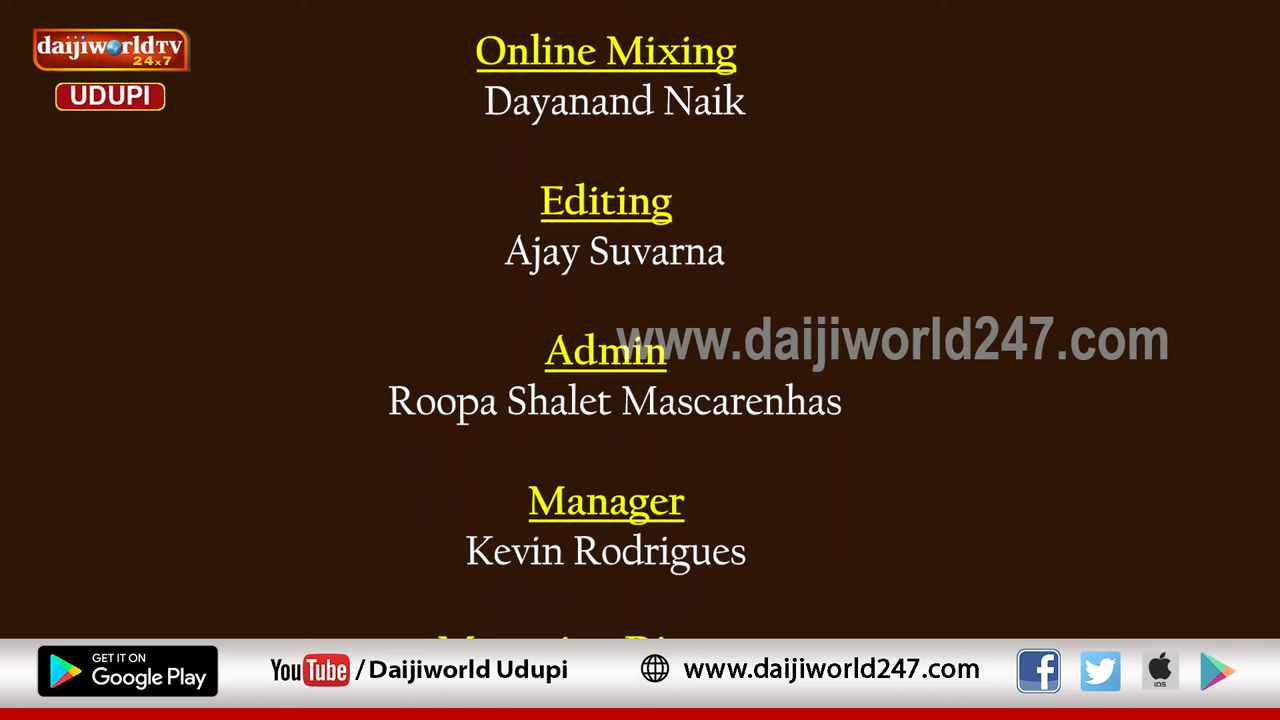 daijiworldTV
24x7
UDUPI
Online Mixing
Dayanand Naik
Editing
Ajay Suvarna
www.daijiworld247.com
Admin
Roopa Shalet Mascarenhas
Manager
Kevin Rodrigues
GET IT ON
Google Play
YouTube /Daijiworld Udupi
www.daijiworld247.com
f
iOS